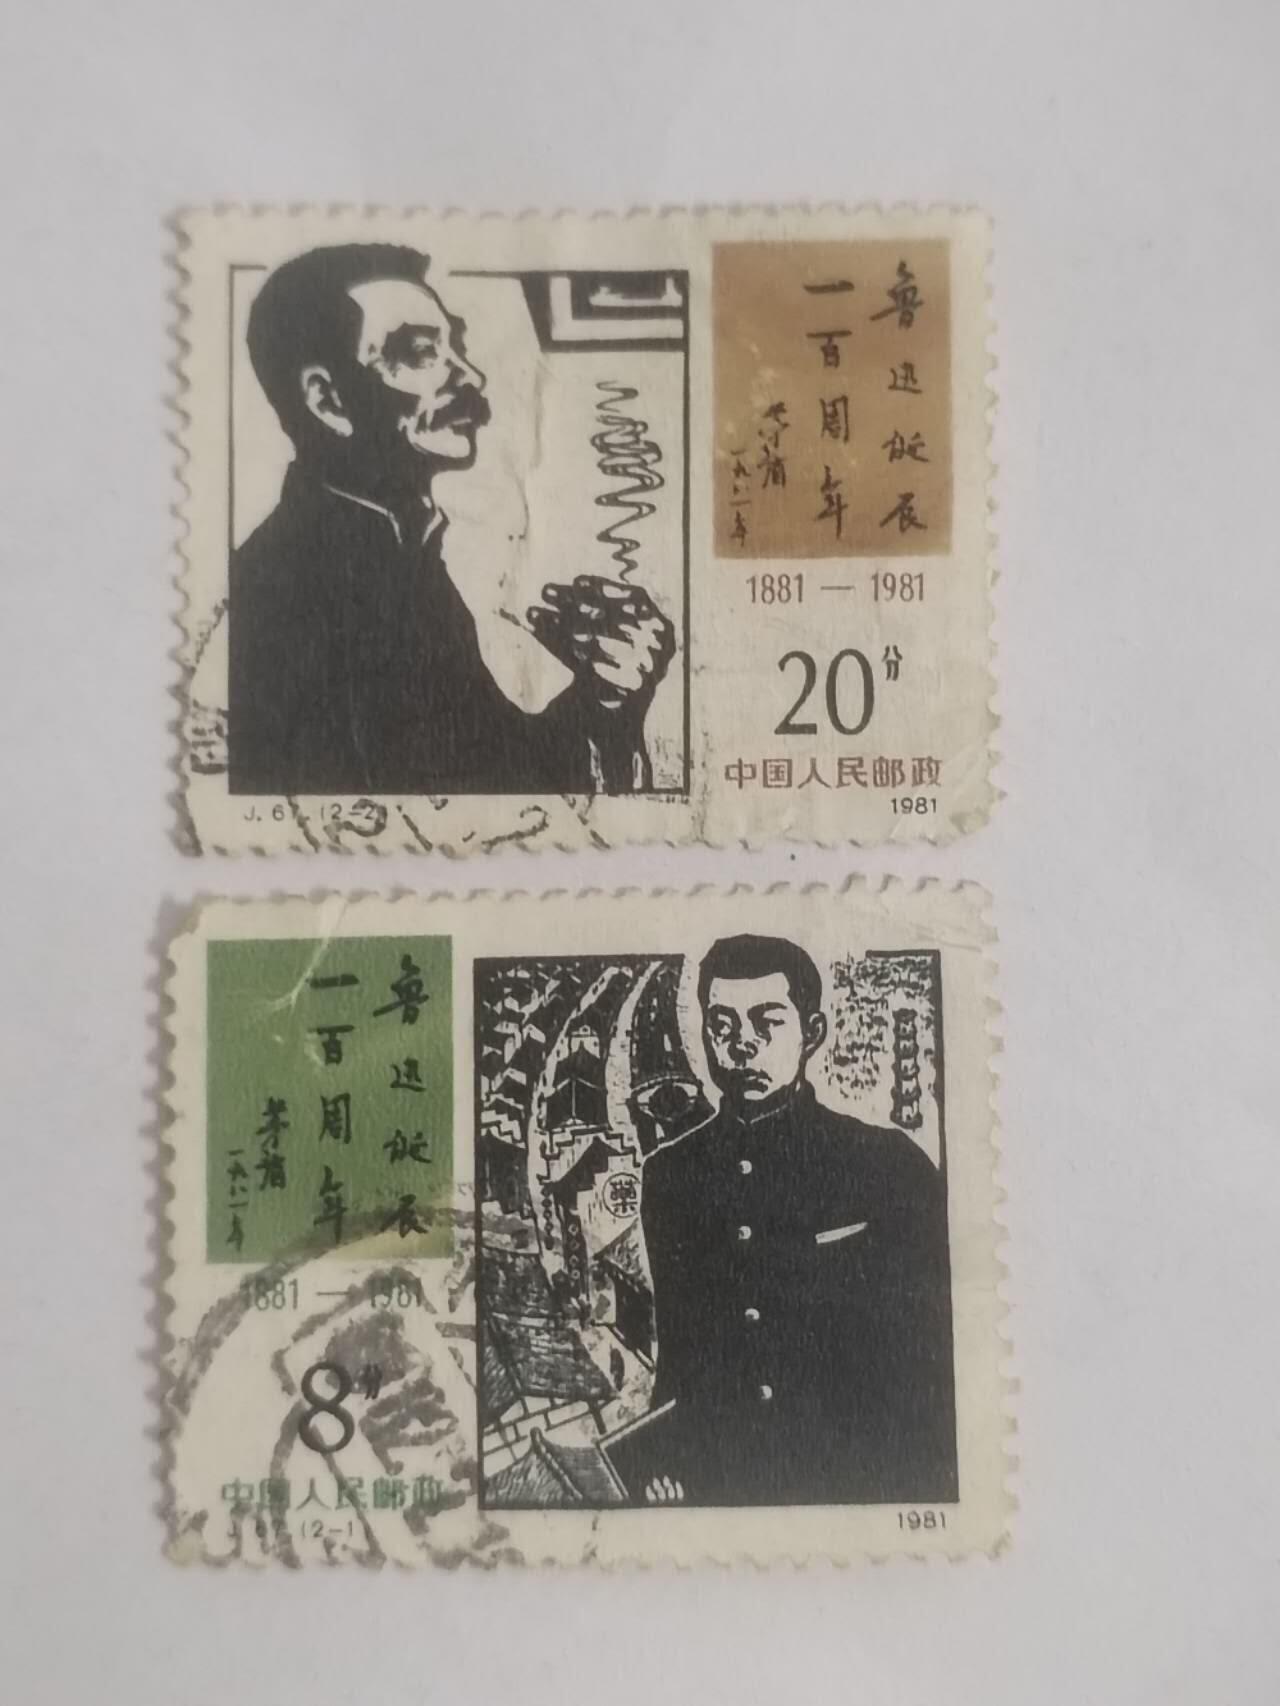 鲁迅诞辰
一百周年
茅盾
一九八一年
1881—1981
20分
中国人民邮政
1981
J.67.(2-2)
鲁迅诞辰
一百周年
茅盾
一九八一年
1881—1981
8分
中国人民邮政
J.67.(2-1)
藥
1981